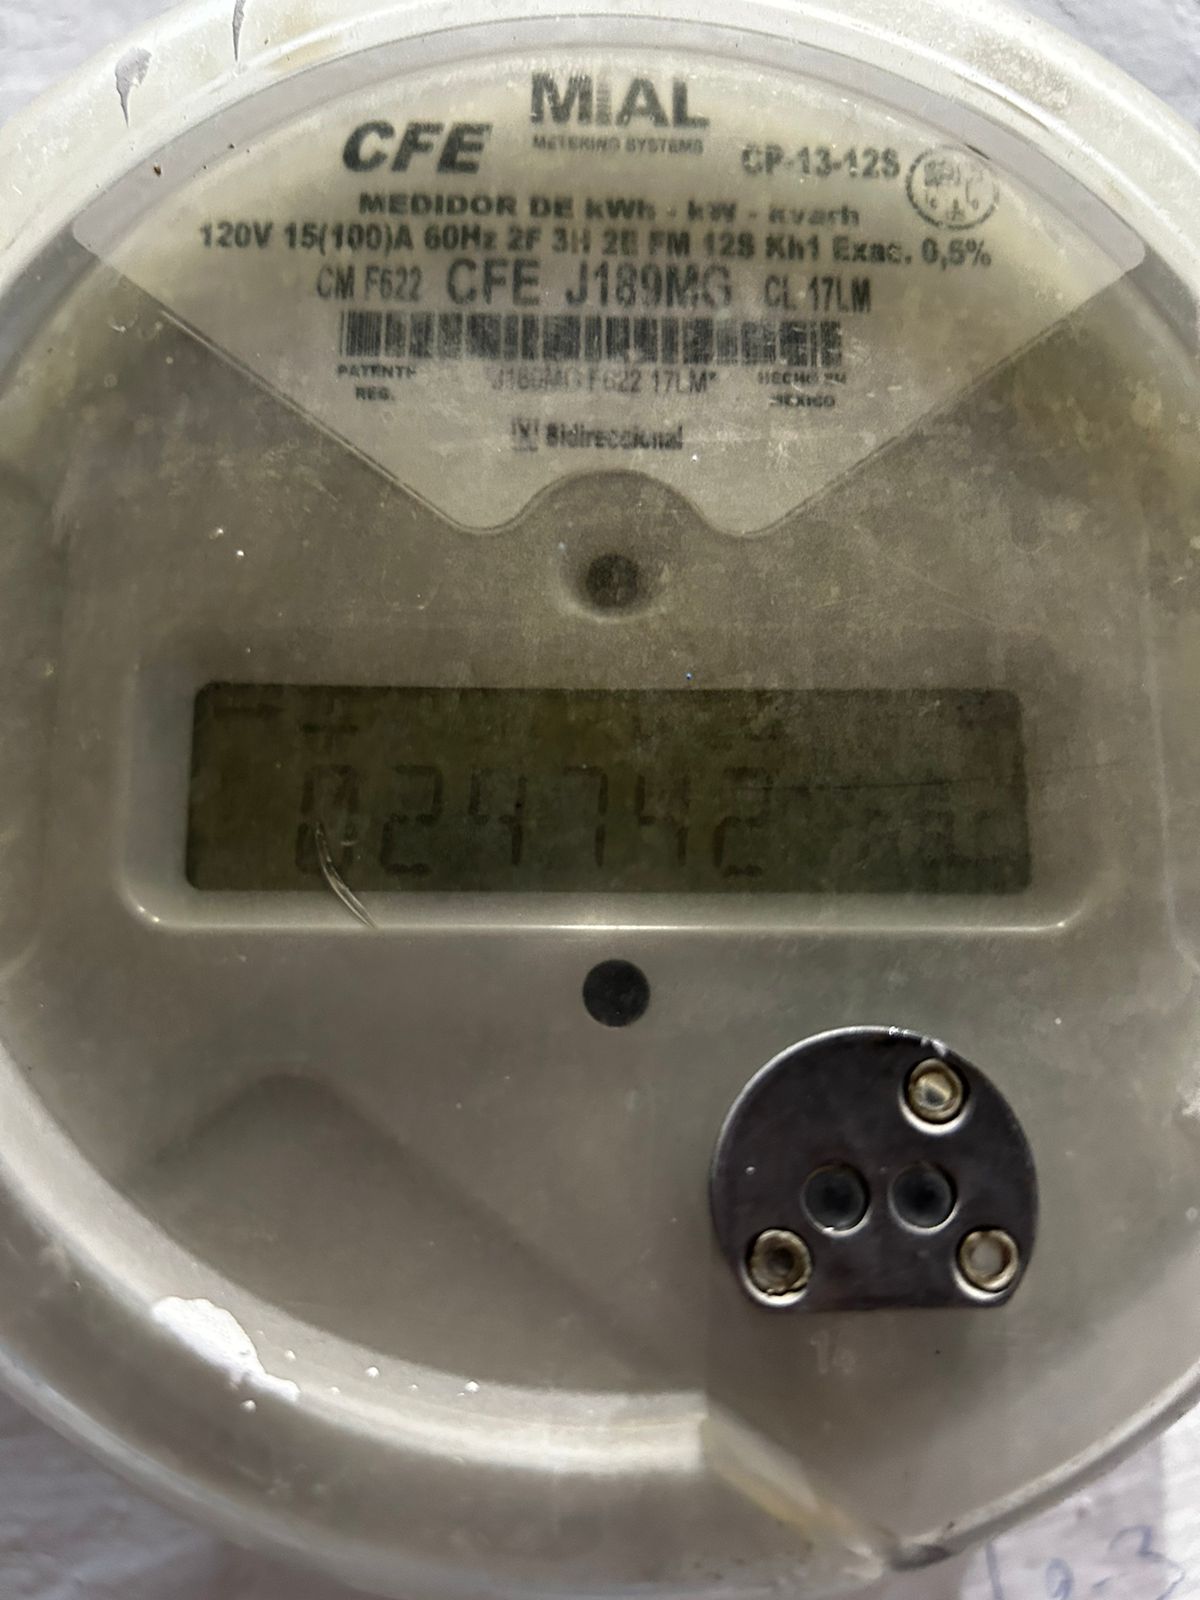 MIAL
METERING SYSTEMS
CFE
CP-13-12S
MEDIDOR DE kWh - kW - kvarh
120V 15(100)A 60Hz 2F 3H 2E FM 12S Kh1 Exac. 0,5%
CM F622 CFE J189MG CL 17LM
PATENTE REG.
*J189MG F622 17LM*
HECHO EN MEXICO
[X] Bidireccional
024742
14